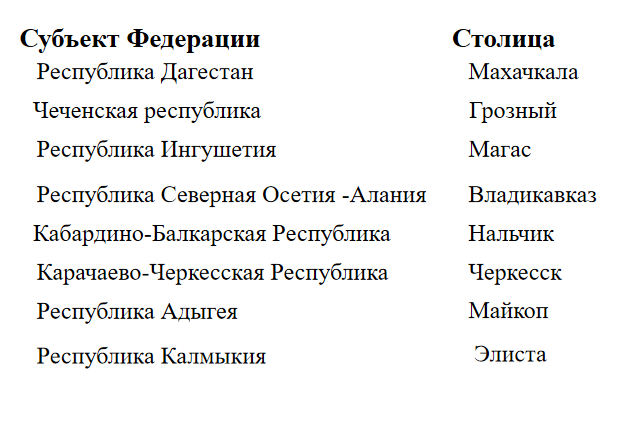 Субъект Федерации Столица
Республика Дагестан Махачкала
Чеченская республика Грозный
Республика Ингушетия Магас
Республика Северная Осетия -Алания Владикавказ
Кабардино-Балкарская Республика Нальчик
Карачаево-Черкесская Республика Черкесск
Республика Адыгея Майкоп
Республика Калмыкия Элиста